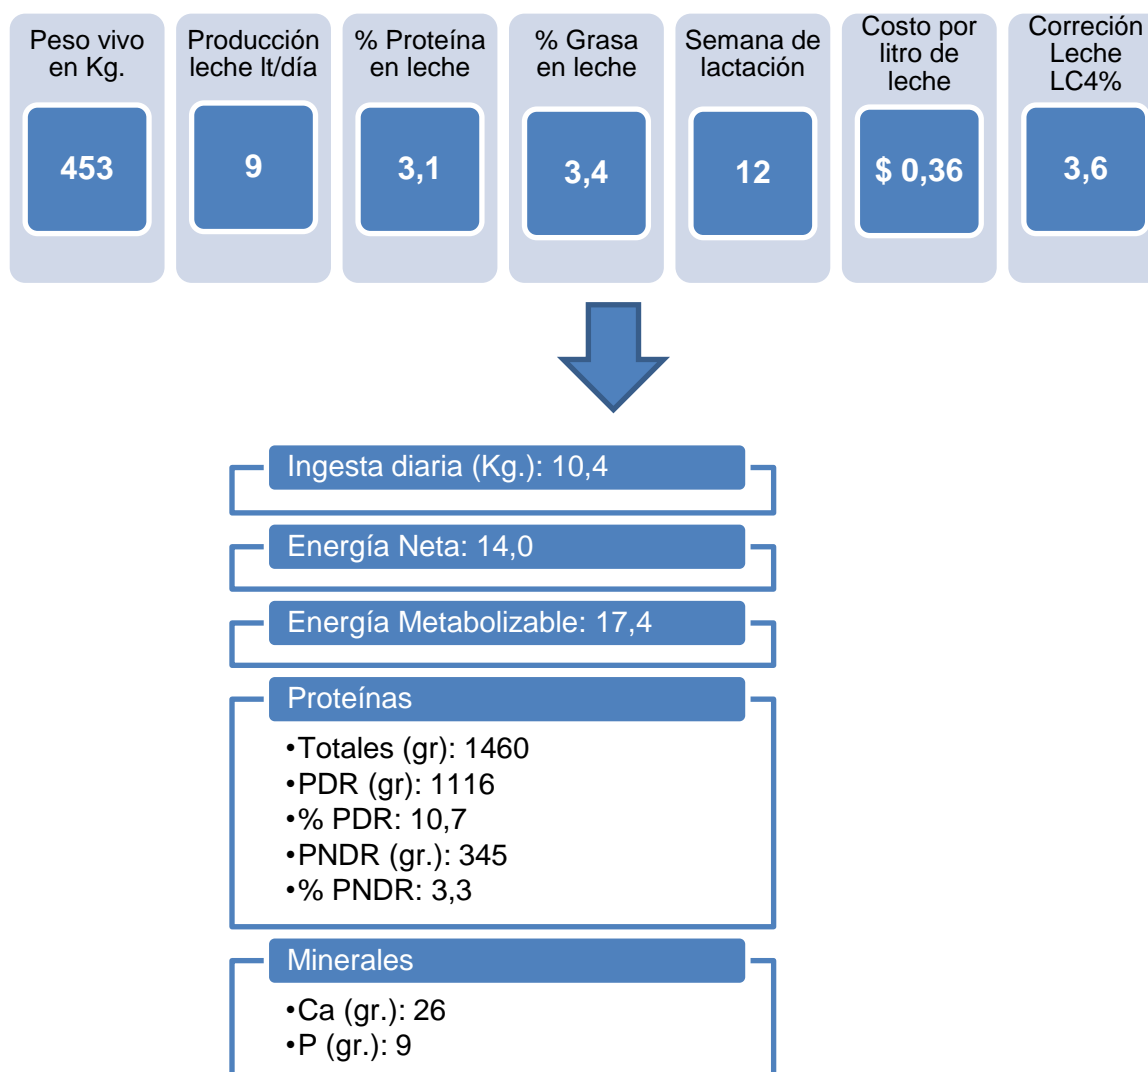 Peso vivo
en Kg.
453
Producción
leche lt/día
9
% Proteína
en leche
3,1
% Grasa
en leche
3,4
Semana de
lactación
12
Costo por
litro de
leche
$ 0,36
Correción
Leche
LC4%
3,6
Ingesta diaria (Kg.): 10,4
Energía Neta: 14,0
Energía Metabolizable: 17,4
Proteínas
•Totales (gr): 1460
•PDR (gr): 1116
•% PDR: 10,7
•PNDR (gr.): 345
•% PNDR: 3,3
Minerales
•Ca (gr.): 26
•P (gr.): 9